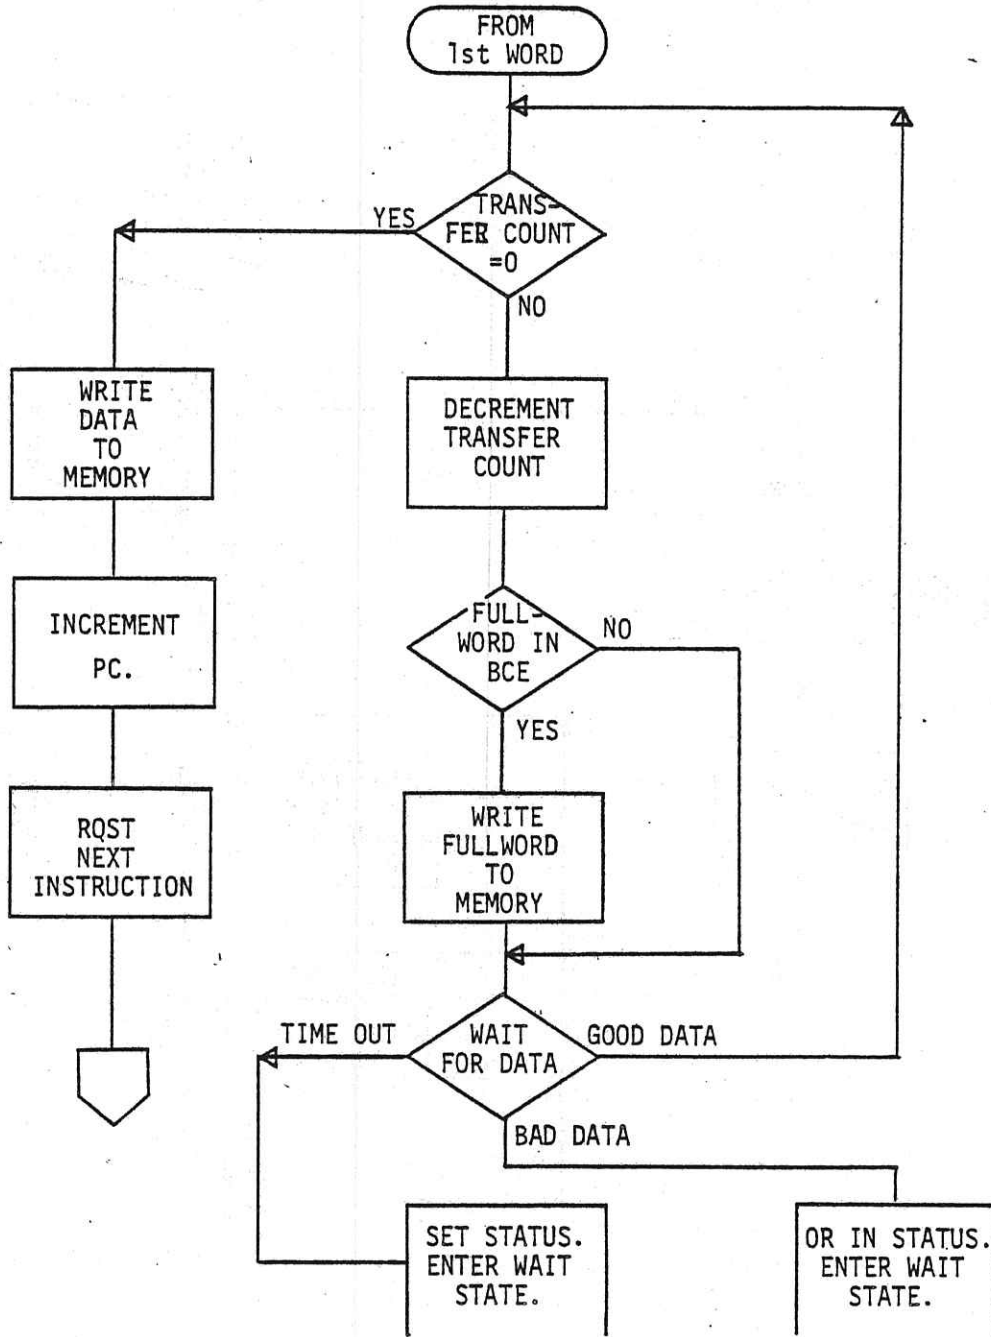 FROM
1st WORD
YES
TRANS-
FER COUNT
=0
NO
WRITE
DATA
TO
MEMORY
DECREMENT
TRANSFER
COUNT
INCREMENT
PC.
FULL-
WORD IN
BCE
NO
YES
RQST
NEXT
INSTRUCTION
WRITE
FULLWORD
TO
MEMORY
TIME OUT
WAIT
FOR DATA
GOOD DATA
BAD DATA
SET STATUS.
ENTER WAIT
STATE.
OR IN STATUS.
ENTER WAIT
STATE.